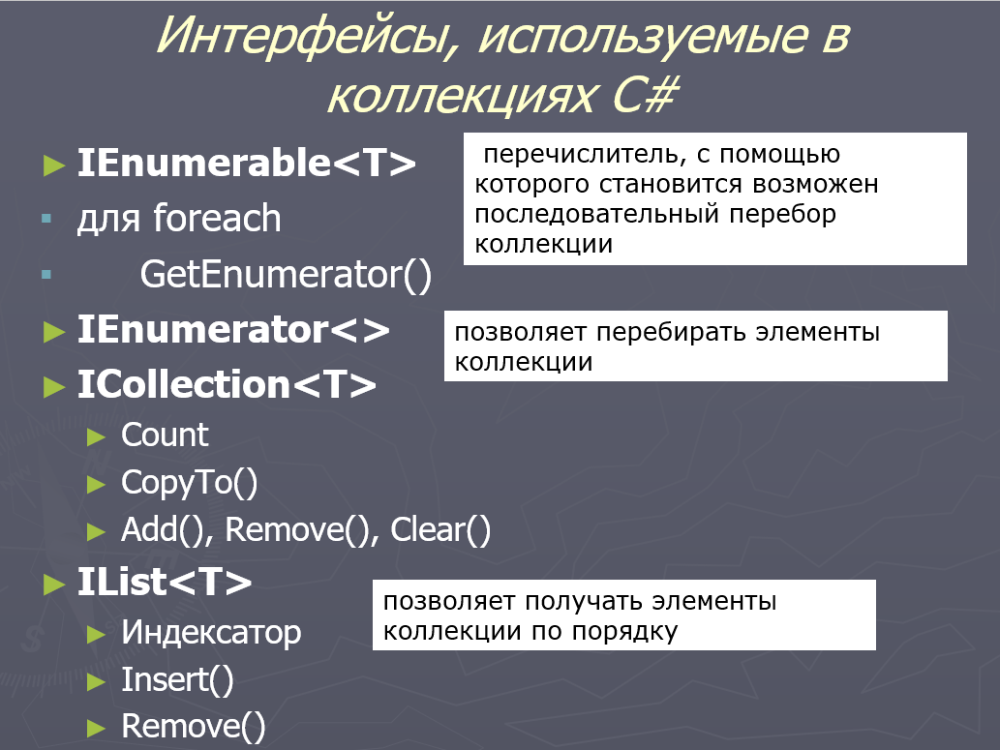 Интерфейсы, используемые в
коллекциях C#
IEnumerable<T>
для foreach
GetEnumerator()
перечислитель, с помощью
которого становится возможен
последовательный перебор
коллекции
IEnumerator<>
позволяет перебирать элементы
коллекции
ICollection<T>
Count
CopyTo()
Add(), Remove(), Clear()
IList<T>
позволяет получать элементы
коллекции по порядку
Индексатор
Insert()
Remove()